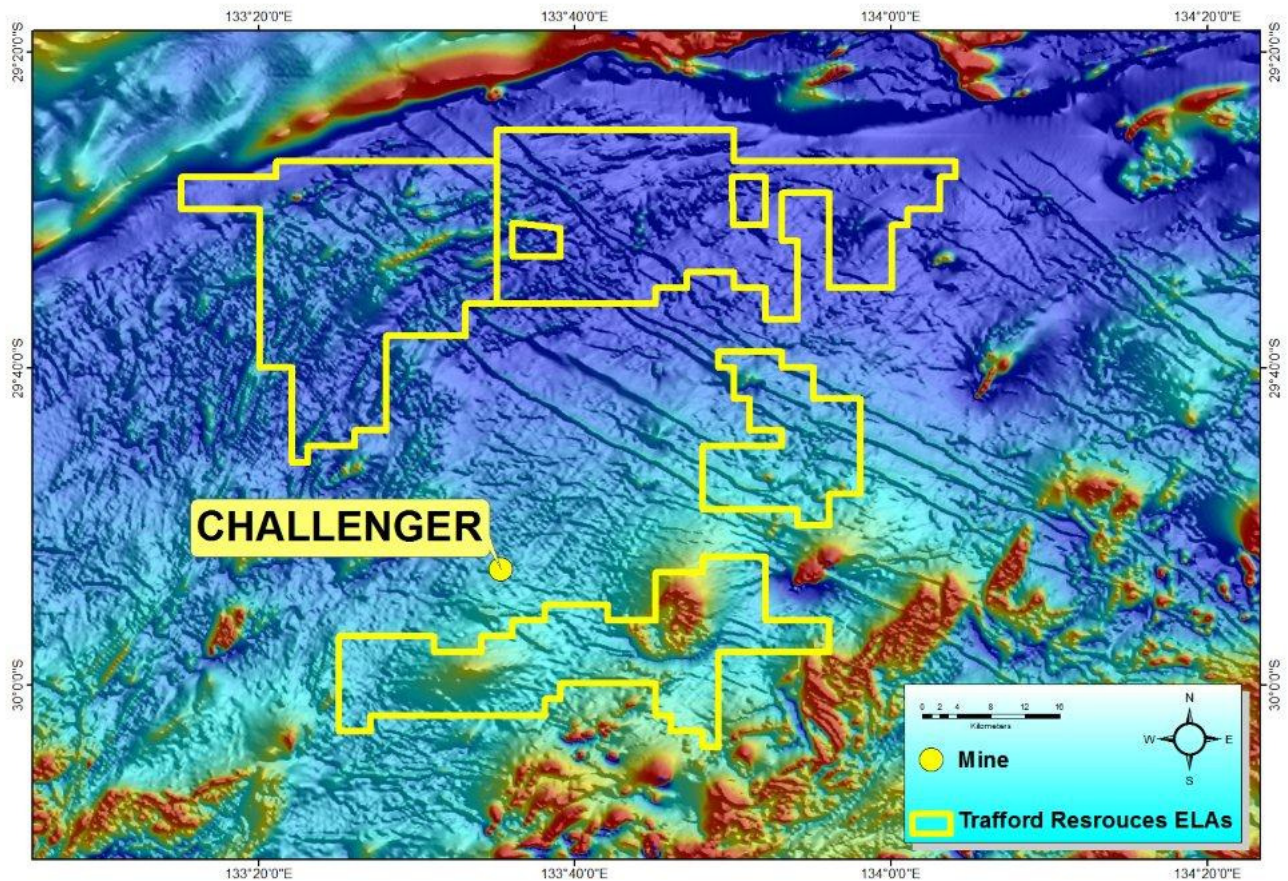 133°20'0"E 133°40'0"E 134°0'0"E 134°20'0"E
29°20'0"S 29°20'0"S
29°40'0"S 29°40'0"S
CHALLENGER
30°0'0"S 30°0'0"S
N
W E
S
0 2 4 8 12 16
Kilometers
Mine
Trafford Resrouces ELAs
133°20'0"E 133°40'0"E 134°0'0"E 134°20'0"E